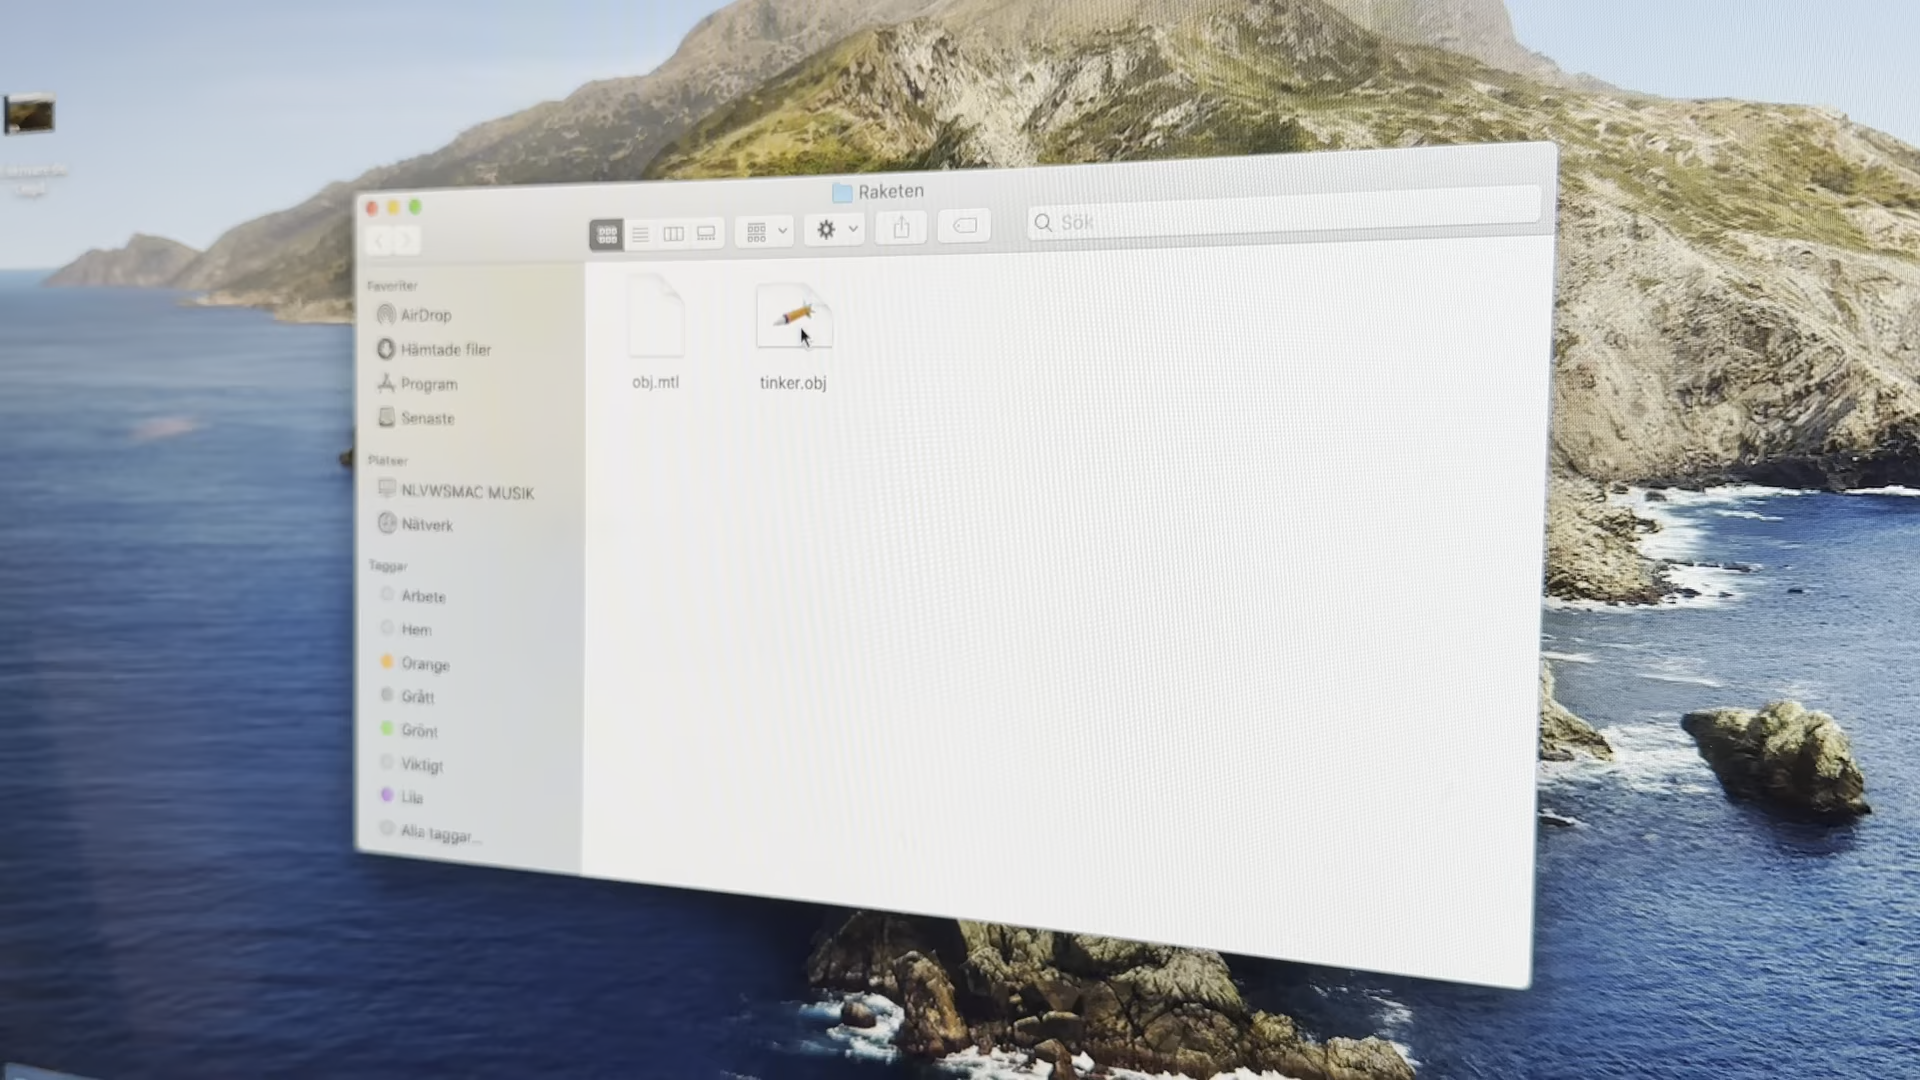 Raketen
Sök
Favoriter
AirDrop
Hämtade filer
Program
Senaste
Platser
NLVWSMAC MUSIK
Nätverk
Taggar
Arbete
Hem
Orange
Grått
Grönt
Viktigt
Lila
Alla taggar...
obj.mtl
tinker.obj